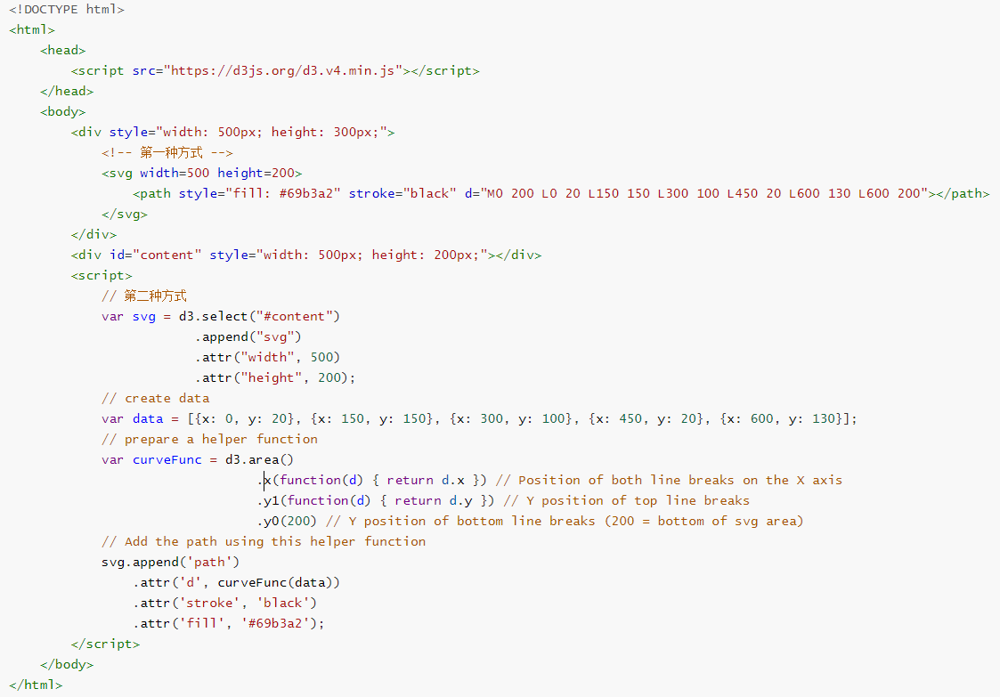 <!DOCTYPE html>
<html>
    <head>
        <script src="https://d3js.org/d3.v4.min.js"></script>
    </head>
    <body>
        <div style="width: 500px; height: 300px;">
            <!-- 第一种方式 -->
            <svg width=500 height=200>
                <path style="fill: #69b3a2" stroke="black" d="M0 200 L0 20 L150 150 L300 100 L450 20 L600 130 L600 200"></path>
            </svg>
        </div>
        <div id="content" style="width: 500px; height: 200px;"></div>
        <script>
            // 第二种方式
            var svg = d3.select("#content")
                        .append("svg")
                        .attr("width", 500)
                        .attr("height", 200);
            // create data
            var data = [{x: 0, y: 20}, {x: 150, y: 150}, {x: 300, y: 100}, {x: 450, y: 20}, {x: 600, y: 130}];
            // prepare a helper function
            var curveFunc = d3.area()
                                .x(function(d) { return d.x }) // Position of both line breaks on the X axis
                                .y1(function(d) { return d.y }) // Y position of top line breaks
                                .y0(200) // Y position of bottom line breaks (200 = bottom of svg area)
            // Add the path using this helper function
            svg.append('path')
                .attr('d', curveFunc(data))
                .attr('stroke', 'black')
                .attr('fill', '#69b3a2');
        </script>
    </body>
</html>